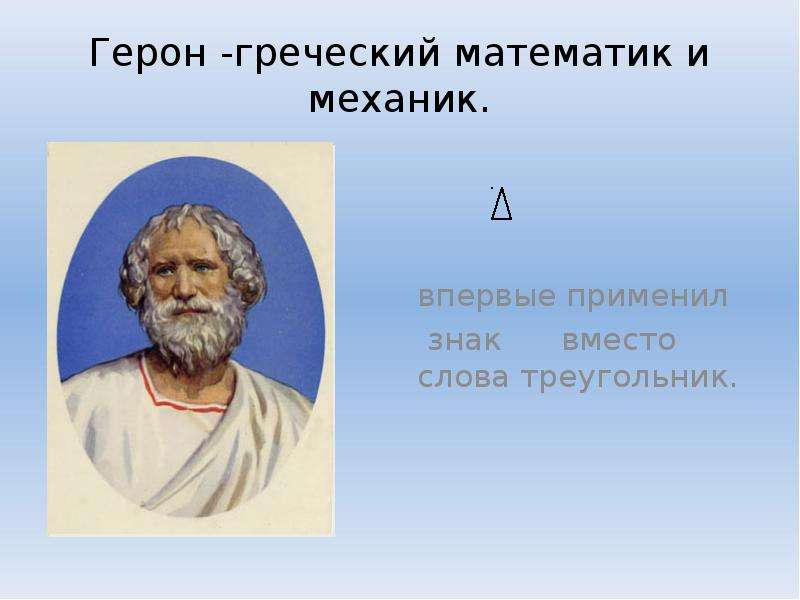 Герон -греческий математик и
механик.
впервые применил
знак вместо
слова треугольник.